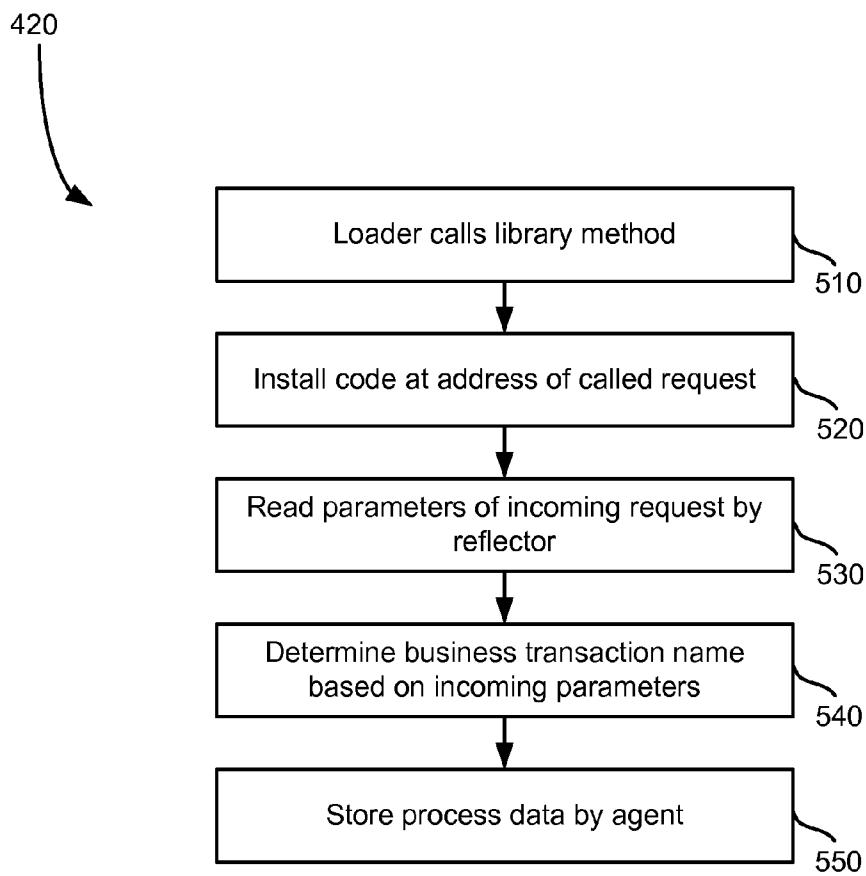 420
Loader calls library method
510
Install code at address of called request
520
Read parameters of incoming request by
reflector
530
Determine business transaction name
based on incoming parameters
540
Store process data by agent
550